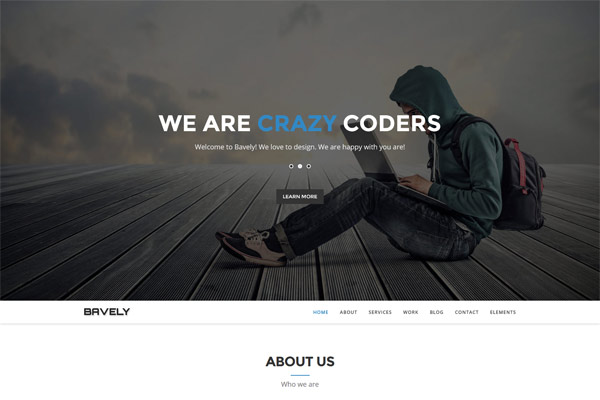 WE ARE CRAZY CODERS
Welcome to Bavely! We love to design. We are happy with you are!
LEARN MORE
BAVELY
HOME ABOUT SERVICES WORK BLOG CONTACT ELEMENTS
ABOUT US
Who we are